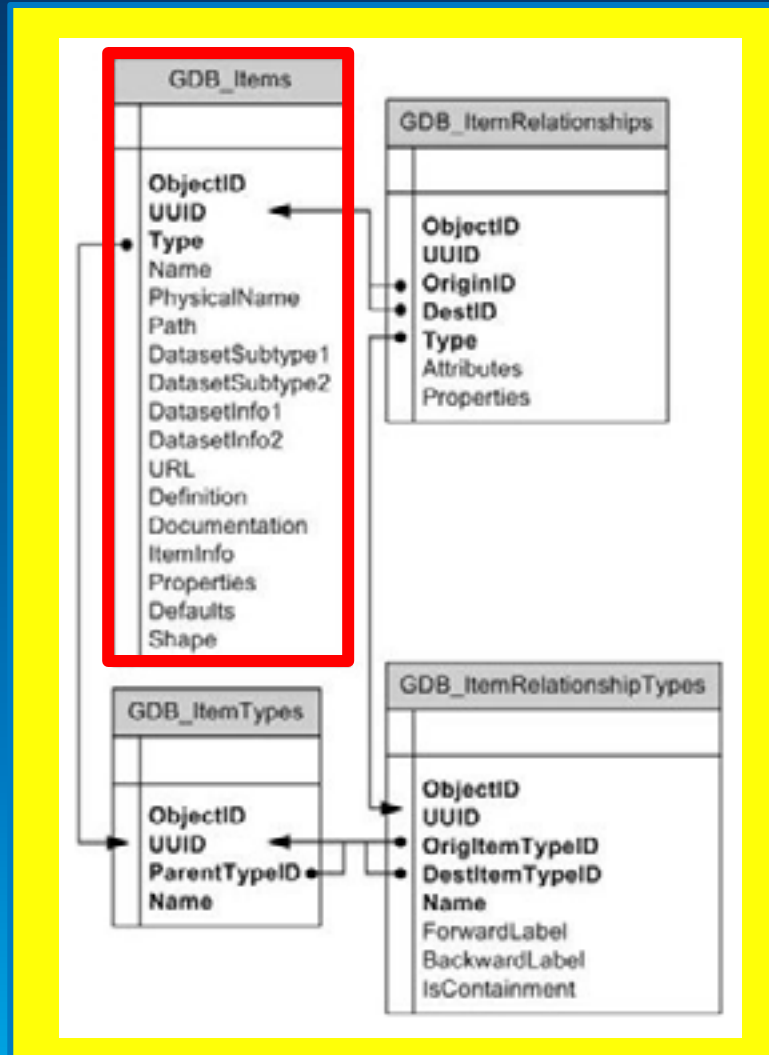 GDB_Items
ObjectID
UUID
Type
Name
PhysicalName
Path
DatasetSubtype1
DatasetSubtype2
DatasetInfo1
DatasetInfo2
URL
Definition
Documentation
ItemInfo
Properties
Defaults
Shape
GDB_ItemRelationships
ObjectID
UUID
OriginID
DestID
Type
Attributes
Properties
GDB_ItemTypes
ObjectID
UUID
ParentTypeID
Name
GDB_ItemRelationshipTypes
ObjectID
UUID
OrigItemTypeID
DestItemTypeID
Name
ForwardLabel
BackwardLabel
IsContainment